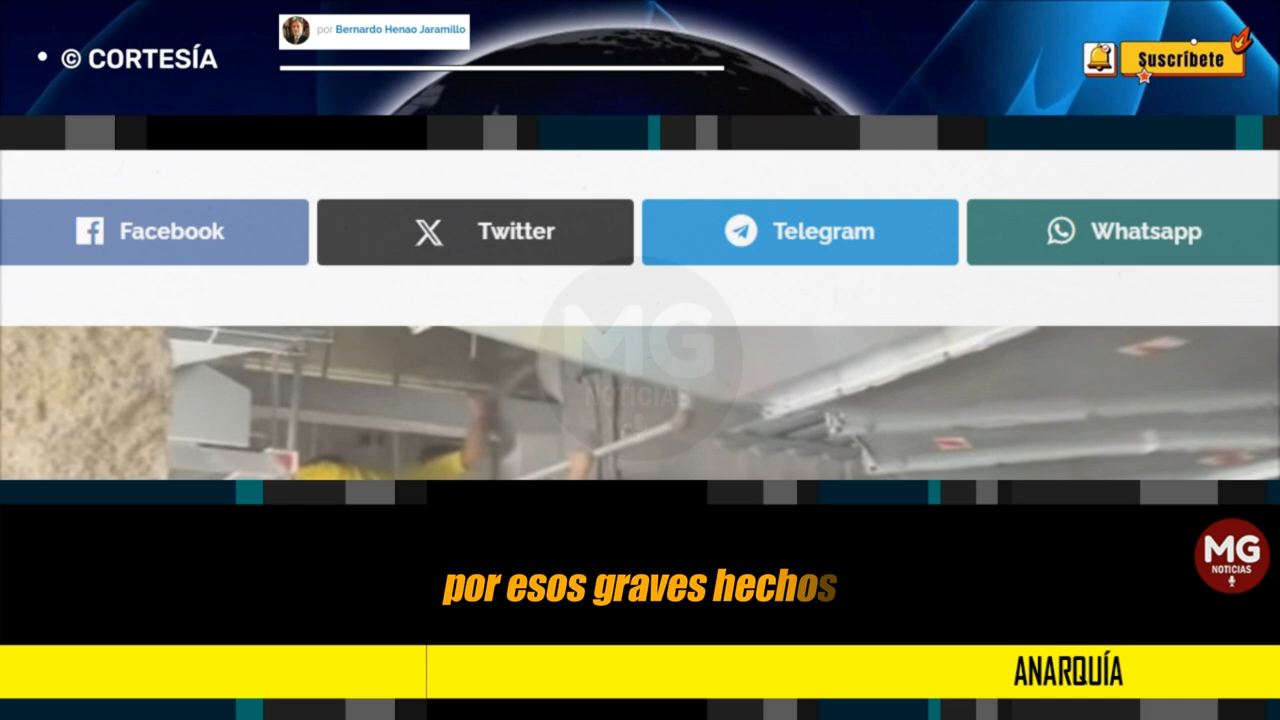 por Bernardo Henao Jaramillo
• © CORTESÍA
Suscríbete
Facebook
Twitter
Telegram
Whatsapp
MG
NOTICIAS
por esos graves hechos
MG
NOTICIAS
ANARQUÍA